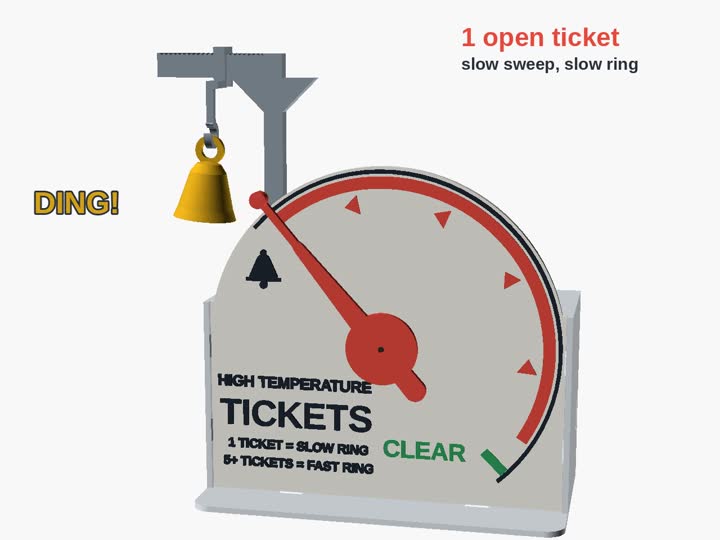 1 open ticket
slow sweep, slow ring
DING!
HIGH TEMPERATURE
TICKETS
1 TICKET = SLOW RING
5+ TICKETS = FAST RING
CLEAR